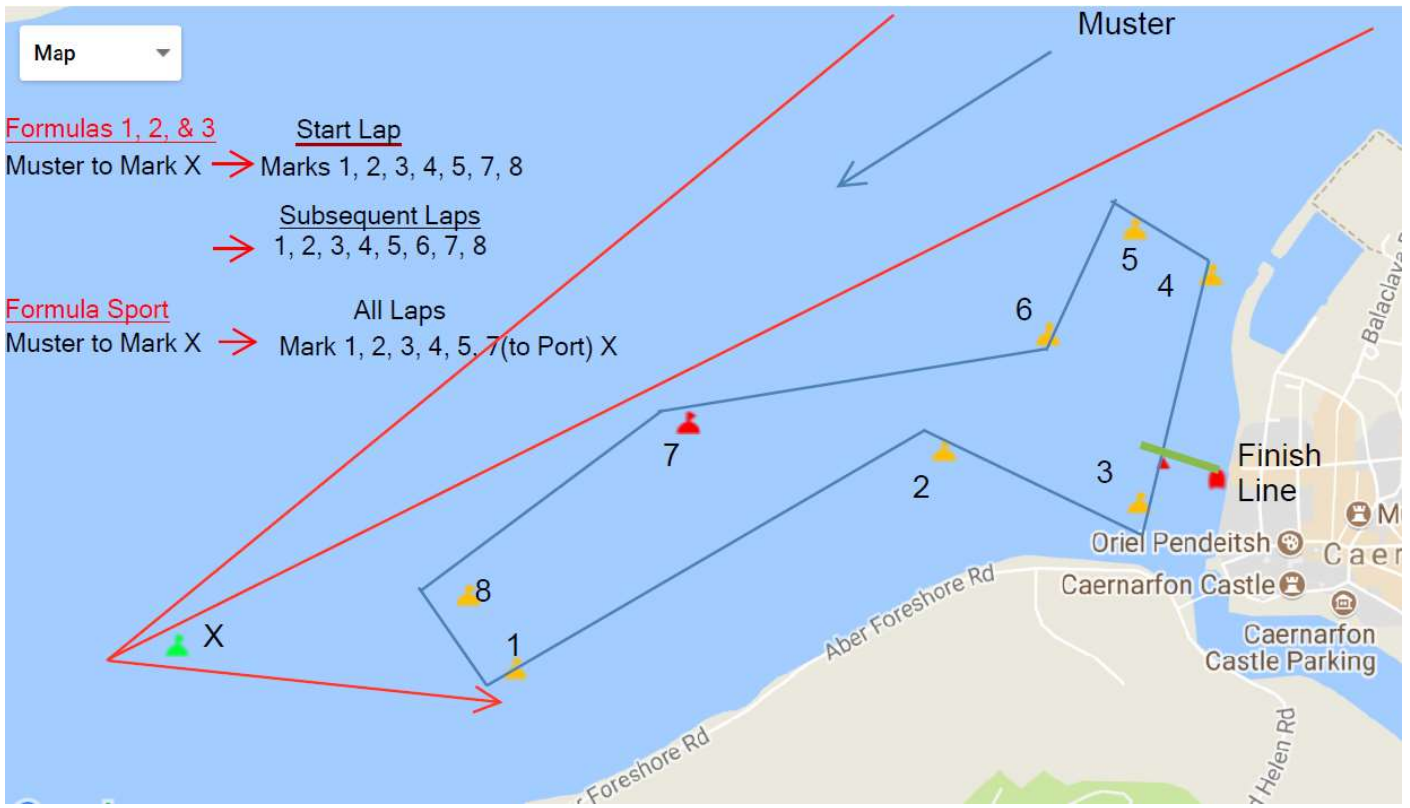 Muster
Map
Formulas 1, 2, & 3
Start Lap
Muster to Mark X
Marks 1, 2, 3, 4, 5, 7, 8
Subsequent Laps
1, 2, 3, 4, 5, 6, 7, 8
Formula Sport
All Laps
Muster to Mark X
Mark 1, 2, 3, 4, 5, 7(to Port) X
5
4
6
7
2
3
Finish
Line
8
X
1
Balaclava
Oriel Pendeitsh
Caernarfon Castle
Caernarfon
Castle Parking
Aber Foreshore Rd
Foreshore Rd
Helen Rd